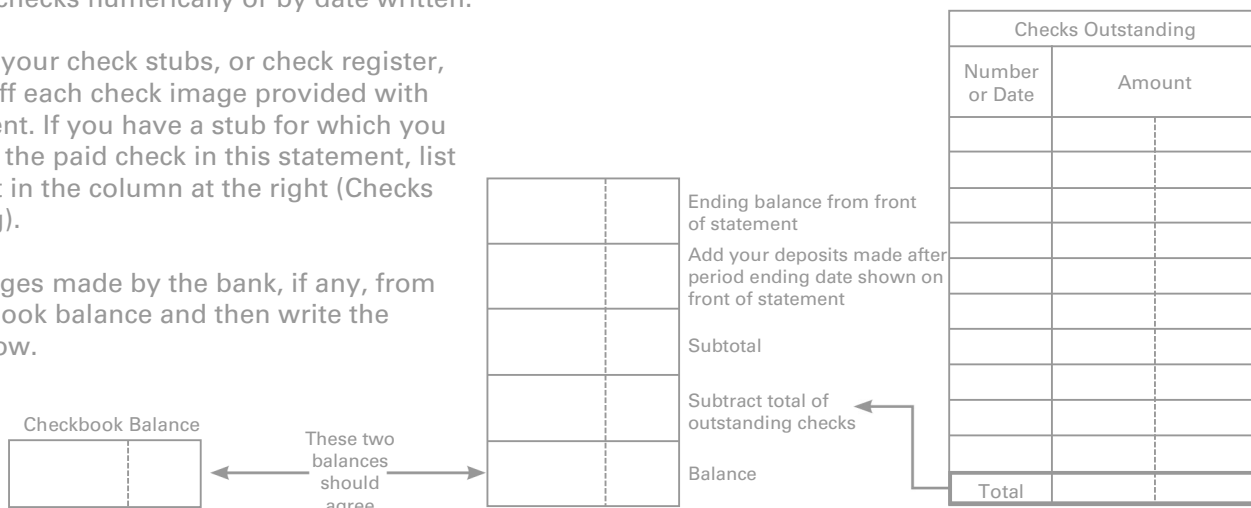 checks numerically or by date written.
your check stubs, or check register,
ff each check image provided with
ent. If you have a stub for which you
the paid check in this statement, list
t in the column at the right (Checks
g).
ges made by the bank, if any, from
ook balance and then write the
ow.
Checkbook Balance
These two
balances
should
agree
Ending balance from front
of statement
Add your deposits made after
period ending date shown on
front of statement
Subtotal
Subtract total of
outstanding checks
Balance
Checks Outstanding
Number
or Date
Amount
Total